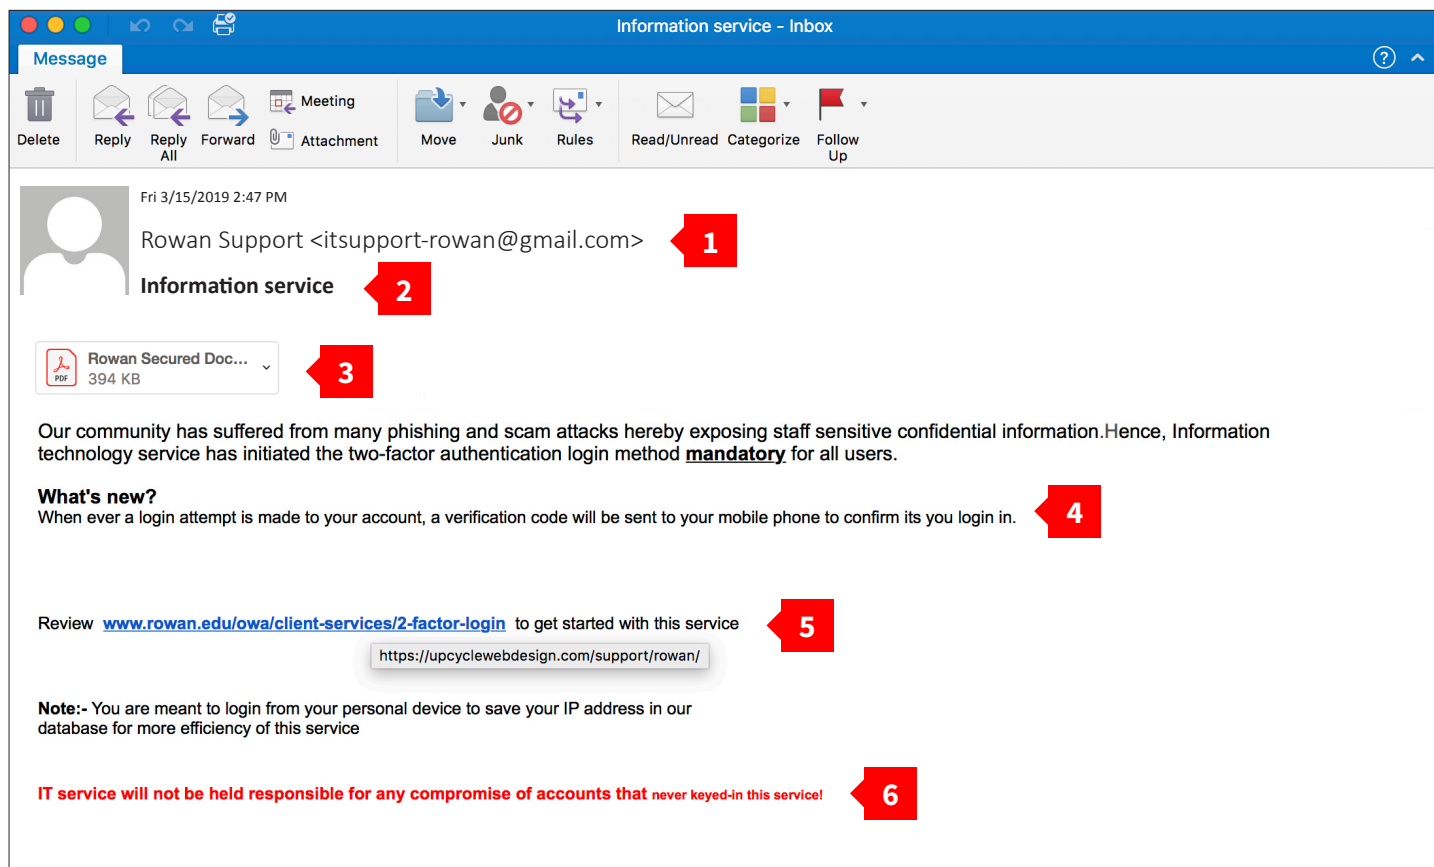 Information service - Inbox
Message
?
Delete
Reply
Reply All
Forward
Meeting
Attachment
Move
Junk
Rules
Read/Unread
Categorize
Follow Up
Fri 3/15/2019 2:47 PM
Rowan Support <itsupport-rowan@gmail.com>
1
Information service
2
PDF
Rowan Secured Doc...
394 KB
3
Our community has suffered from many phishing and scam attacks hereby exposing staff sensitive confidential information.Hence, Information
technology service has initiated the two-factor authentication login method mandatory for all users.
What's new?
When ever a login attempt is made to your account, a verification code will be sent to your mobile phone to confirm its you login in.
4
Review www.rowan.edu/owa/client-services/2-factor-login to get started with this service
5
https://upcyclewebdesign.com/support/rowan/
Note:- You are meant to login from your personal device to save your IP address in our
database for more efficiency of this service
IT service will not be held responsible for any compromise of accounts that never keyed-in this service!
6